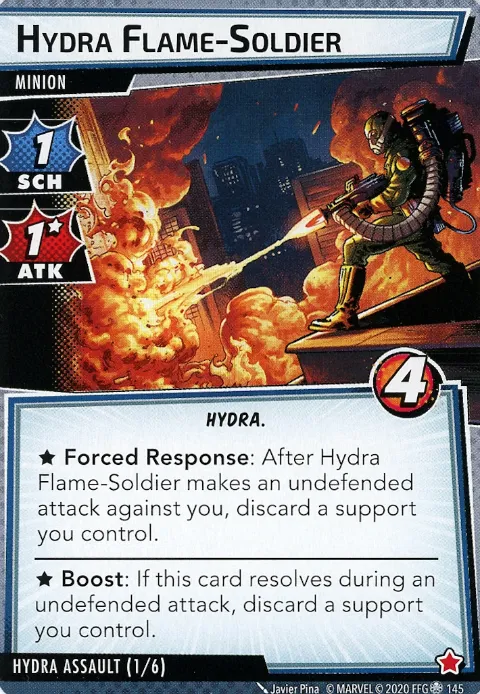 HYDRA FLAME-SOLDIER
MINION
1
SCH
1★
ATK
4
HYDRA.
★ Forced Response: After Hydra
Flame-Soldier makes an undefended
attack against you, discard a support
you control.
★ Boost: If this card resolves during an
undefended attack, discard a support
you control.
HYDRA ASSAULT (1/6)
Javier Pina © MARVEL © 2020 FFG 145